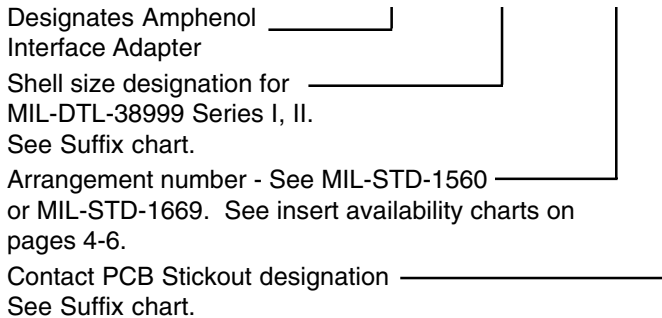 Designates Amphenol
Interface Adapter
Shell size designation for
MIL-DTL-38999 Series I, II.
See Suffix chart.
Arrangement number - See MIL-STD-1560
or MIL-STD-1669.  See insert availability charts on
pages 4-6.
Contact PCB Stickout designation
See Suffix chart.